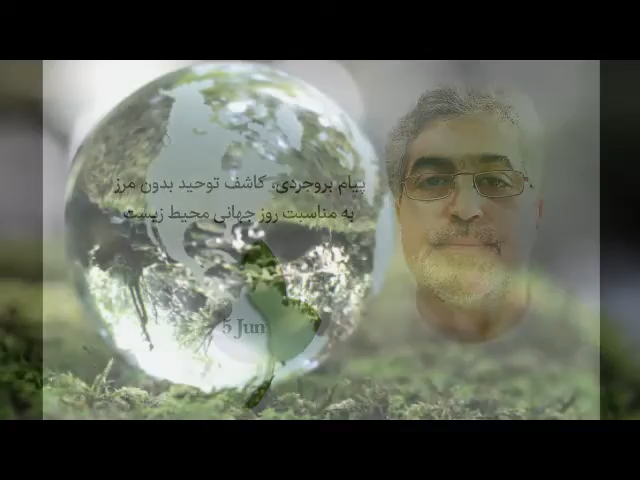 پیام بروجردی، کاشف توحید بدون مرز
به مناسبت روز جهانی محیط زیست
5 Jun